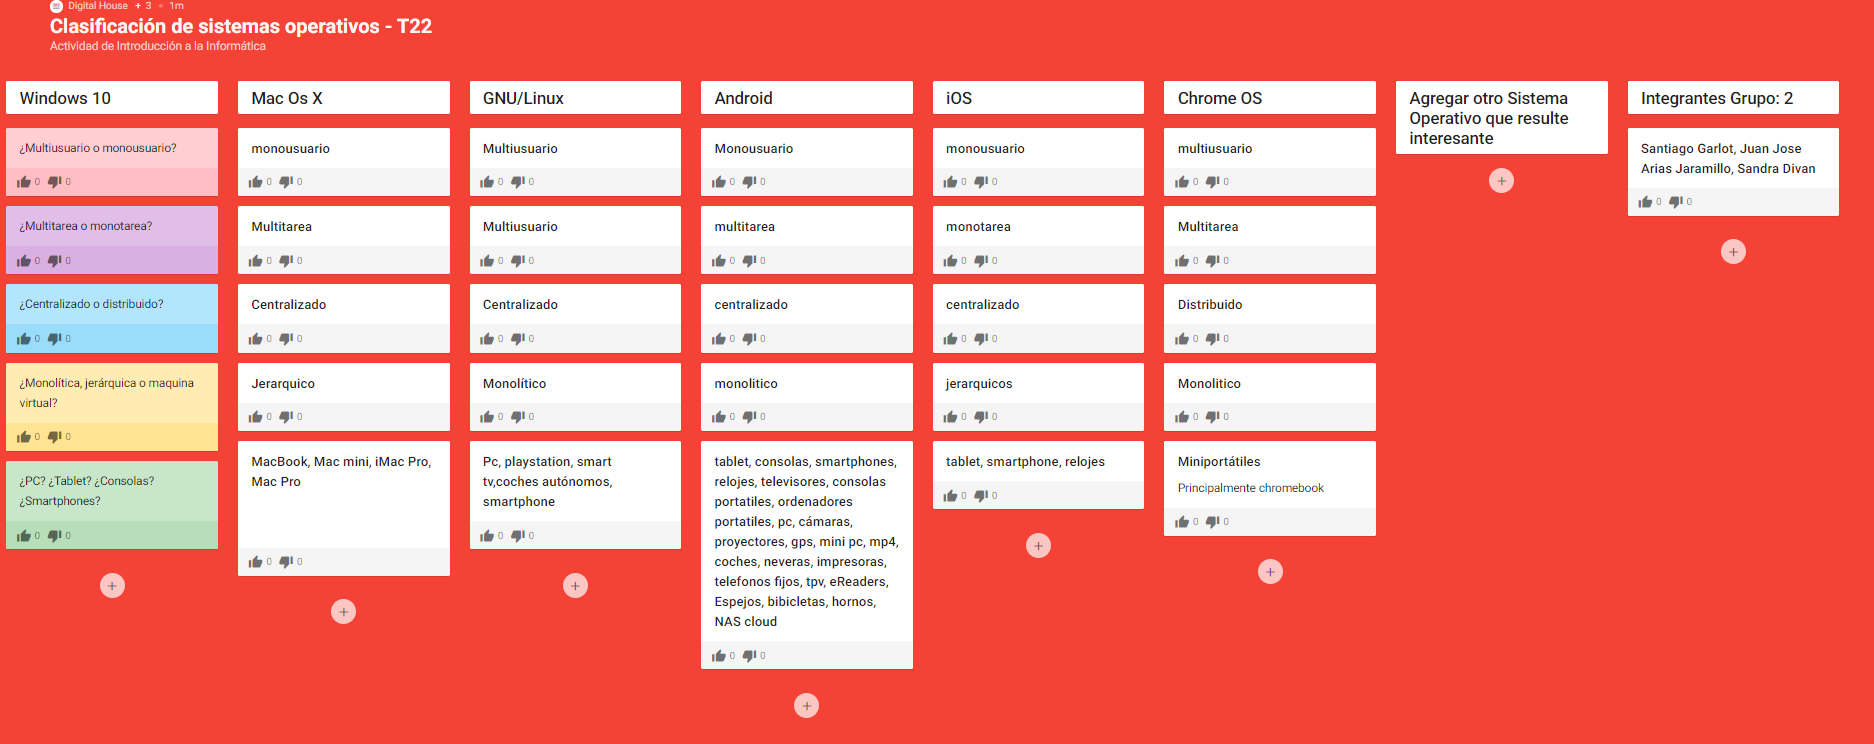 Digital House + 3 • 1m
Clasificación de sistemas operativos - T22
Actividad de Introducción a la Informática
Windows 10
¿Multiusuario o monousuario?
0 0
¿Multitarea o monotarea?
0 0
¿Centralizado o distribuido?
0 0
¿Monolítica, jerárquica o maquina
virtual?
0 0
¿PC? ¿Tablet? ¿Consolas?
¿Smartphones?
0 0
+
Mac Os X
monousuario
0 0
Multitarea
0 0
Centralizado
0 0
Jerarquico
0 0
MacBook, Mac mini, iMac Pro,
Mac Pro
0 0
+
GNU/Linux
Multiusuario
0 0
Multiusuario
0 0
Centralizado
0 0
Monolítico
0 0
Pc, playstation, smart
tv,coches autónomos,
smartphone
0 0
+
Android
Monousuario
0 0
multitarea
0 0
centralizado
0 0
monolitico
0 0
tablet, consolas, smartphones,
relojes, televisores, consolas
portatiles, ordenadores
portatiles, pc, cámaras,
proyectores, gps, mini pc, mp4,
coches, neveras, impresoras,
telefonos fijos, tpv, eReaders,
Espejos, bibicletas, hornos,
NAS cloud
0 0
+
iOS
monousuario
0 0
monotarea
0 0
centralizado
0 0
jerarquicos
0 0
tablet, smartphone, relojes
0 0
+
Chrome OS
multiusuario
0 0
Multitarea
0 0
Distribuido
0 0
Monolitico
0 0
Miniportátiles
Principalmente chromebook
0 0
+
Agregar otro Sistema
Operativo que resulte
interesante
+
Integrantes Grupo: 2
Santiago Garlot, Juan Jose
Arias Jaramillo, Sandra Divan
0 0
+